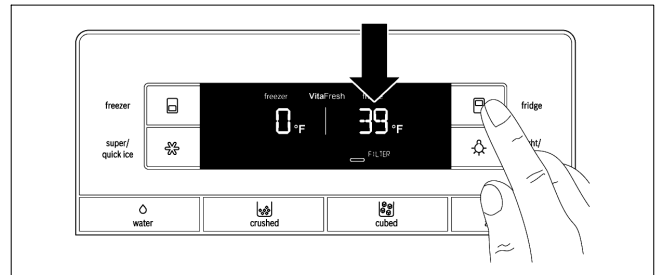 freezer VitaFresh
freezer 0 °F 39 °F fridge
super/
quick ice
FILTER
water crushed cubed